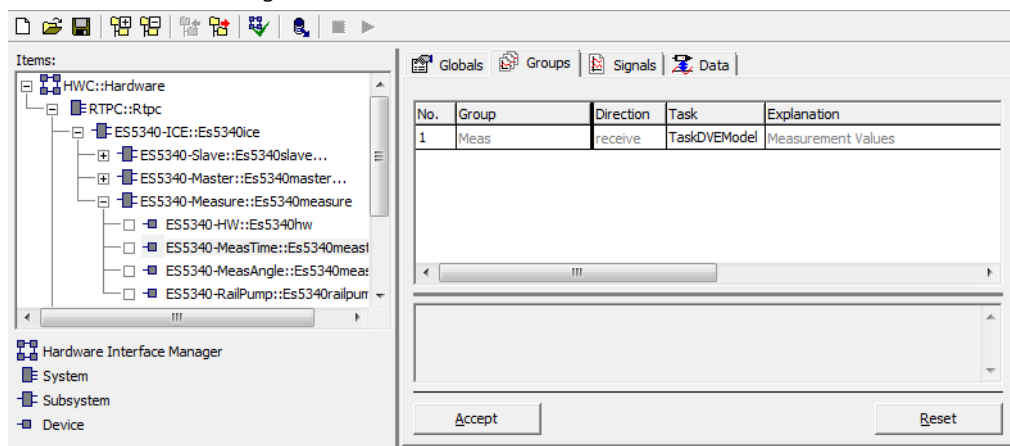 Items:
HWC::Hardware
RTPC::Rtpc
ES5340-ICE::Es5340ice
ES5340-Slave::Es5340slave...
ES5340-Master::Es5340master...
ES5340-Measure::Es5340measure
ES5340-HW::Es5340hw
ES5340-MeasTime::Es5340meast
ES5340-MeasAngle::Es5340meas
ES5340-RailPump::Es5340railpum
Hardware Interface Manager
System
Subsystem
Device
Globals Groups Signals Data
No. Group Direction Task Explanation
1 Meas receive TaskDVEModel Measurement Values
Accept Reset